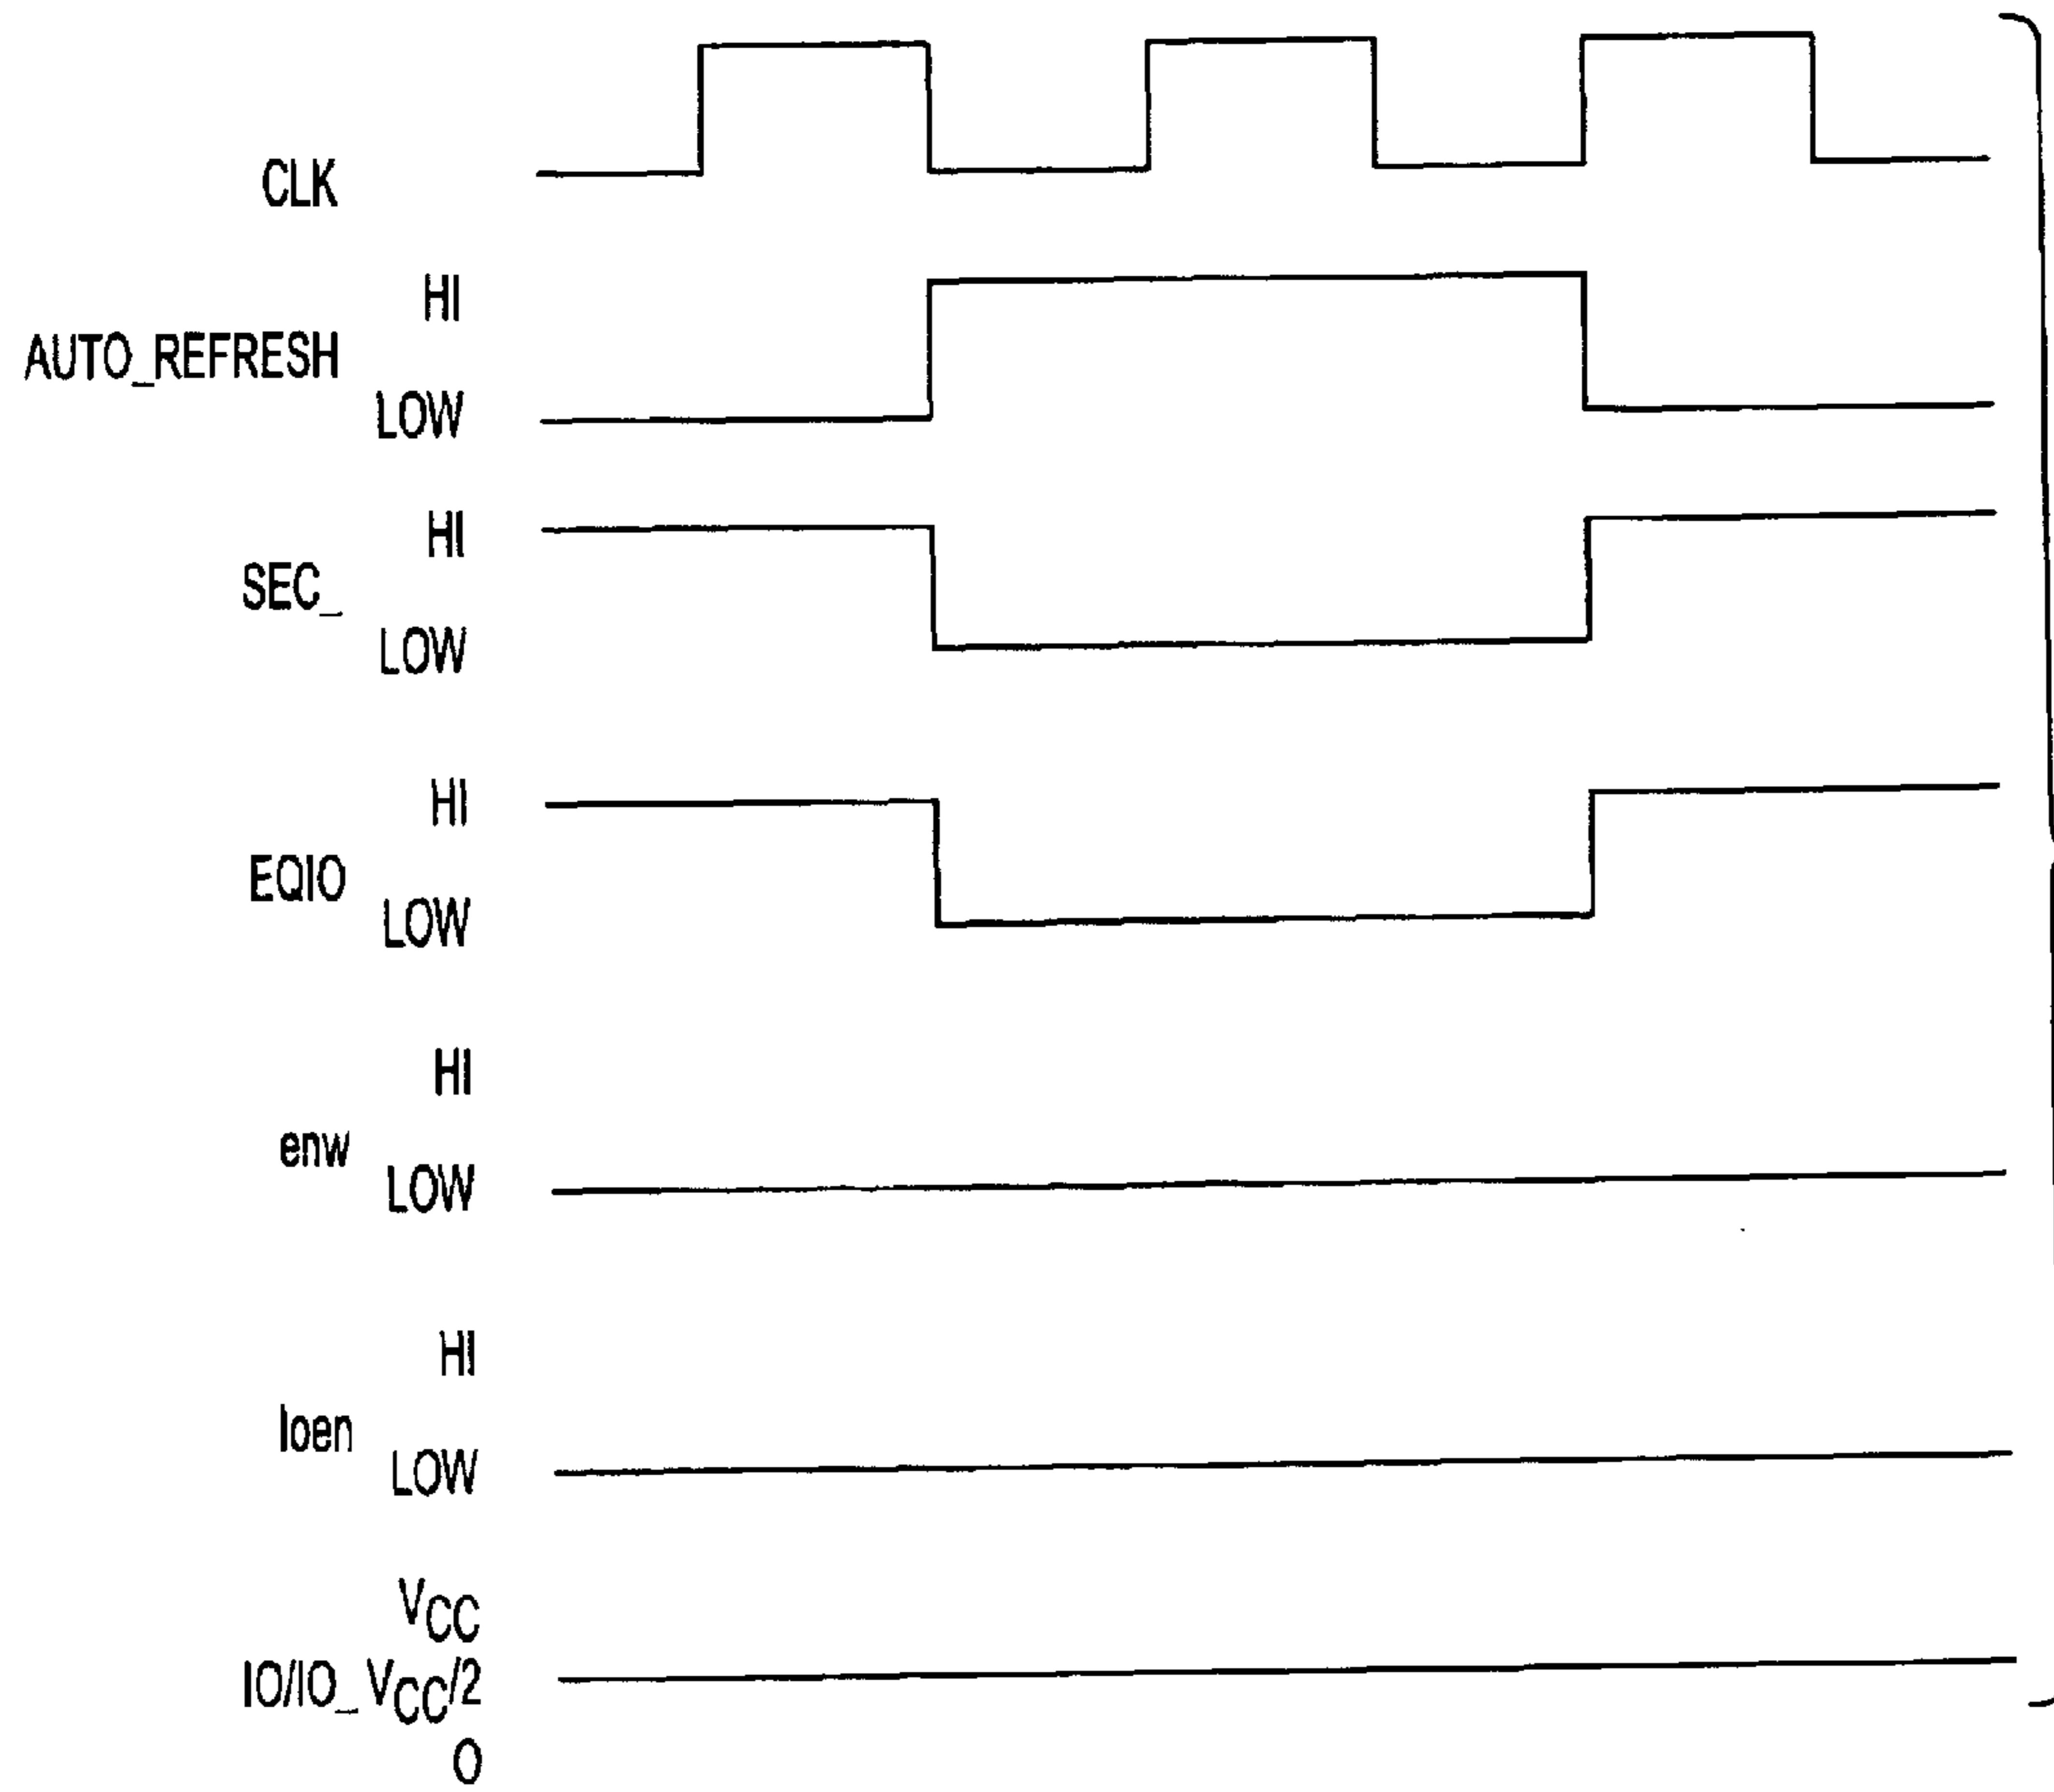 CLK
HI
AUTO_REFRESH
LOW
HI
SEC_
LOW
HI
EQIO
LOW
HI
enw
LOW
HI
ioen
LOW
VCC
IO/IO_ VCC/2
0